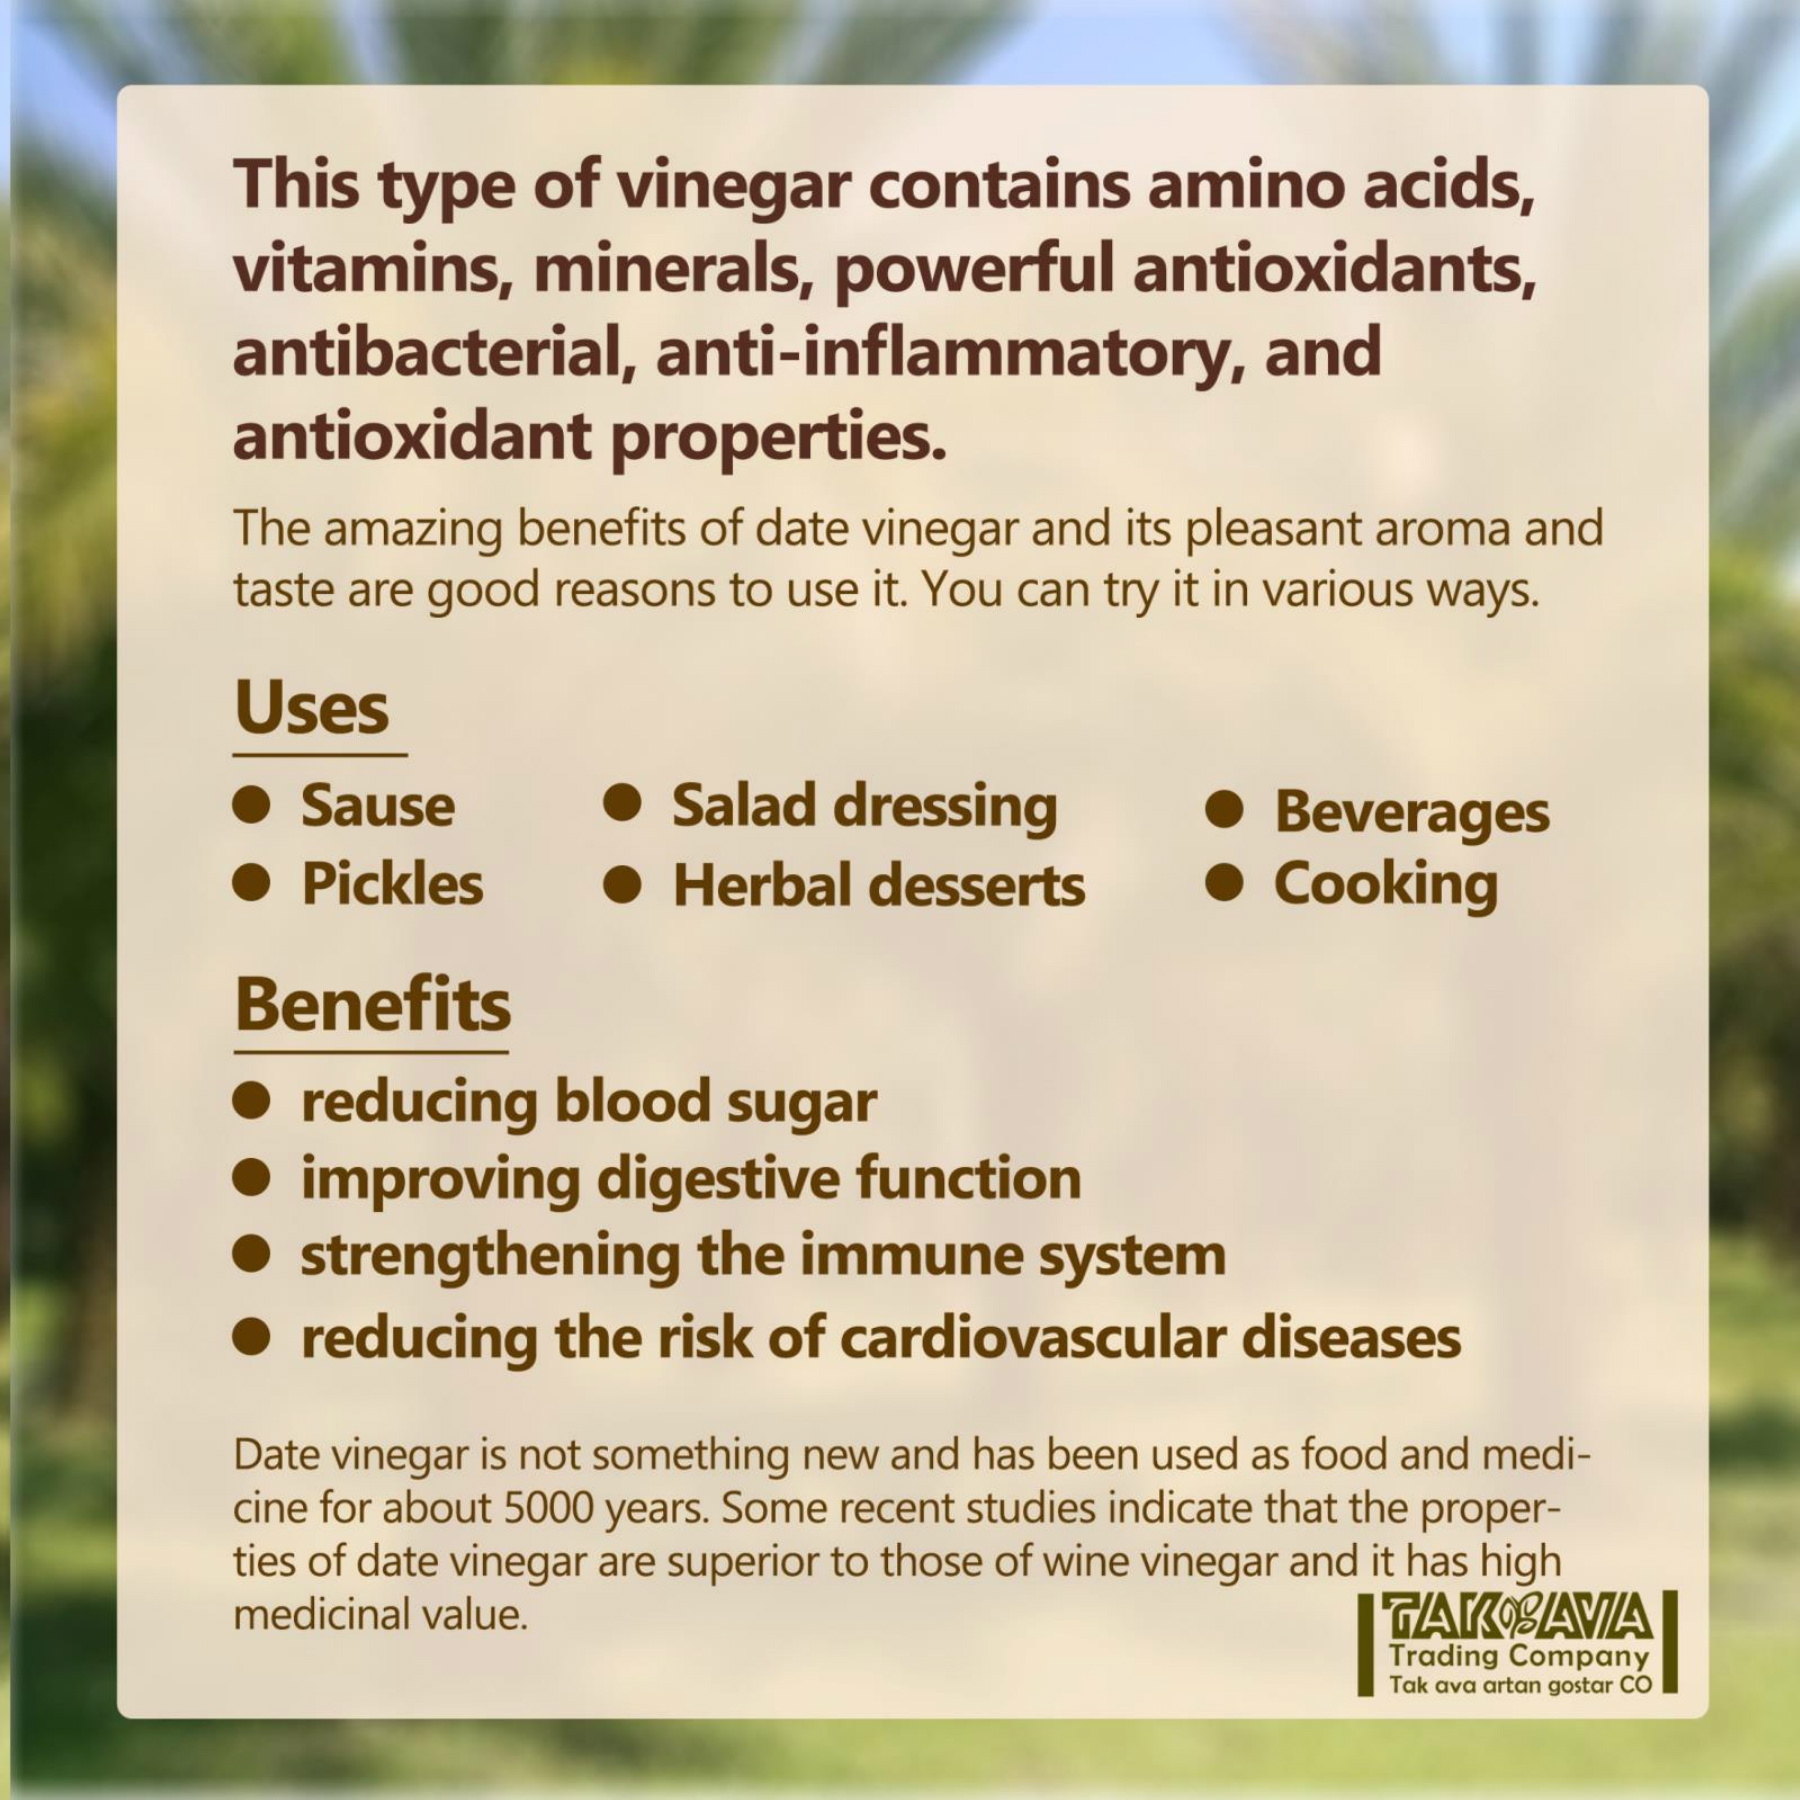 This type of vinegar contains amino acids,
vitamins, minerals, powerful antioxidants,
antibacterial, anti-inflammatory, and
antioxidant properties.
The amazing benefits of date vinegar and its pleasant aroma and
taste are good reasons to use it. You can try it in various ways.
Uses
● Sause ● Salad dressing ● Beverages
● Pickles ● Herbal desserts ● Cooking
Benefits
● reducing blood sugar
● improving digestive function
● strengthening the immune system
● reducing the risk of cardiovascular diseases
Date vinegar is not something new and has been used as food and medi-
cine for about 5000 years. Some recent studies indicate that the proper-
ties of date vinegar are superior to those of wine vinegar and it has high
medicinal value.
TAK AVA
Trading Company
Tak ava artan gostar CO